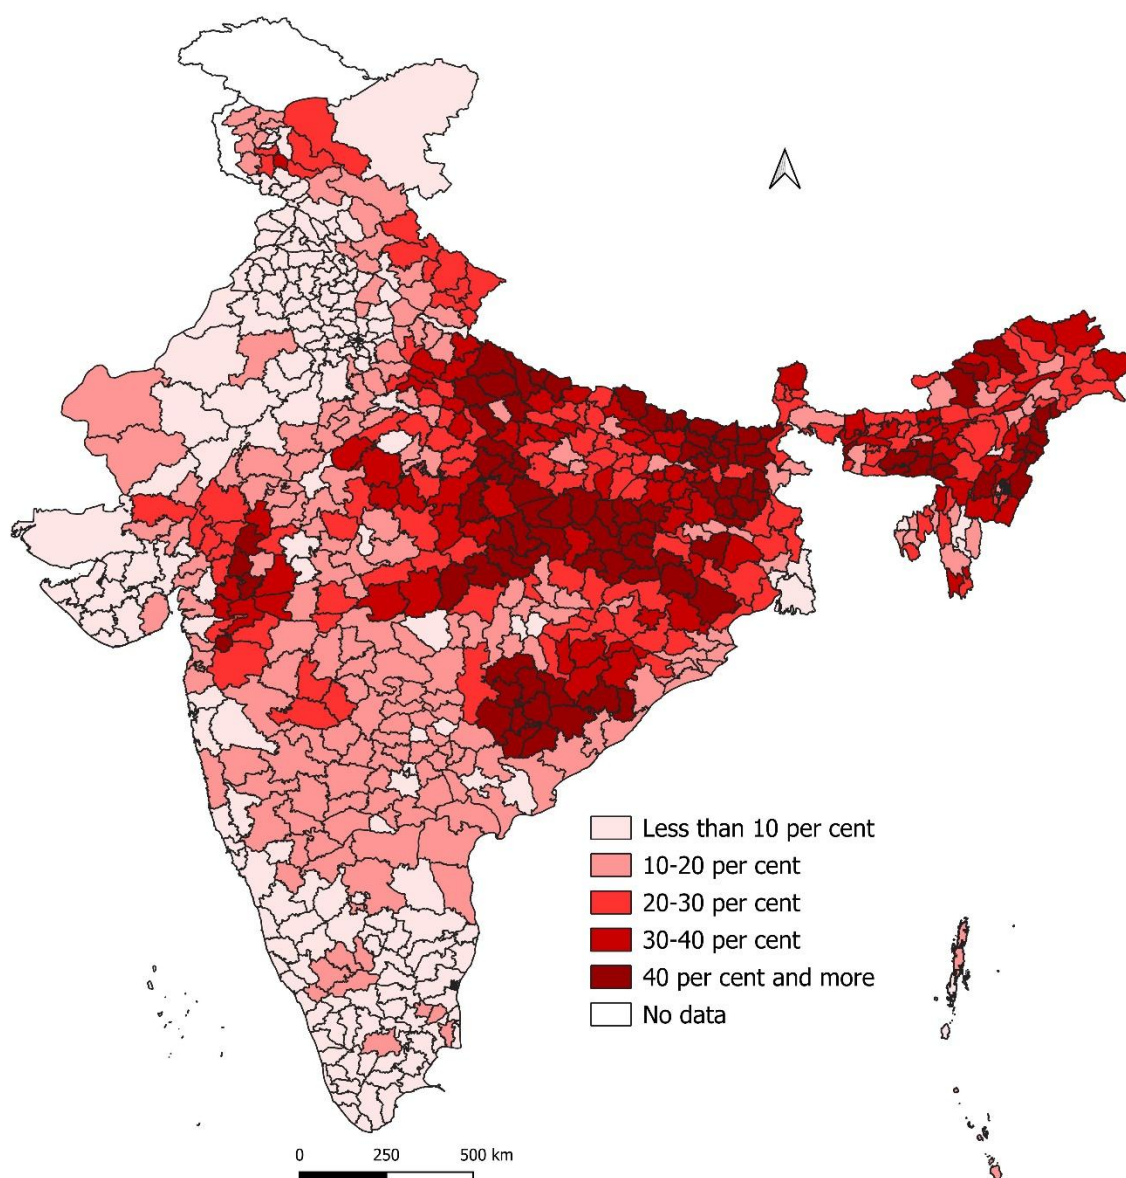 Less than 10 per cent
10-20 per cent
20-30 per cent
30-40 per cent
40 per cent and more
No data
0 250 500 km